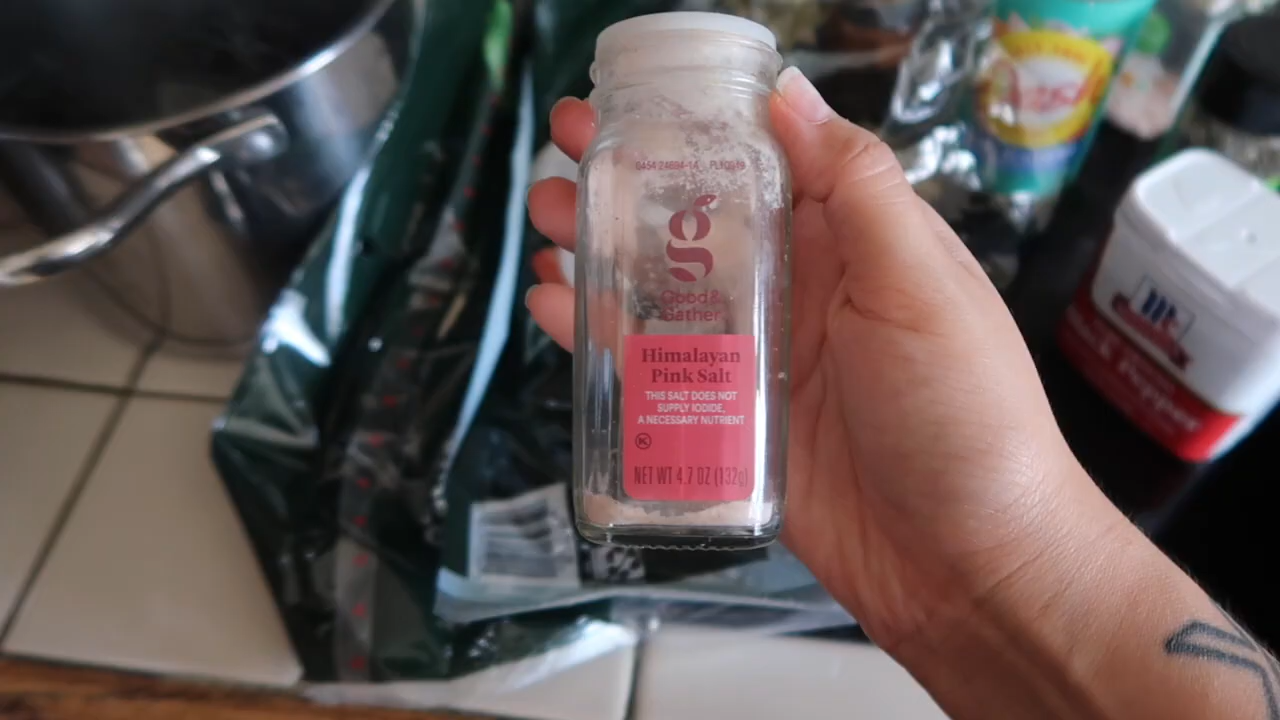 g
Good&
Gather
Himalayan
Pink Salt
THIS SALT DOES NOT
SUPPLY IODIDE,
A NECESSARY NUTRIENT
K
NET WT 4.7 OZ (132g)
Pepper